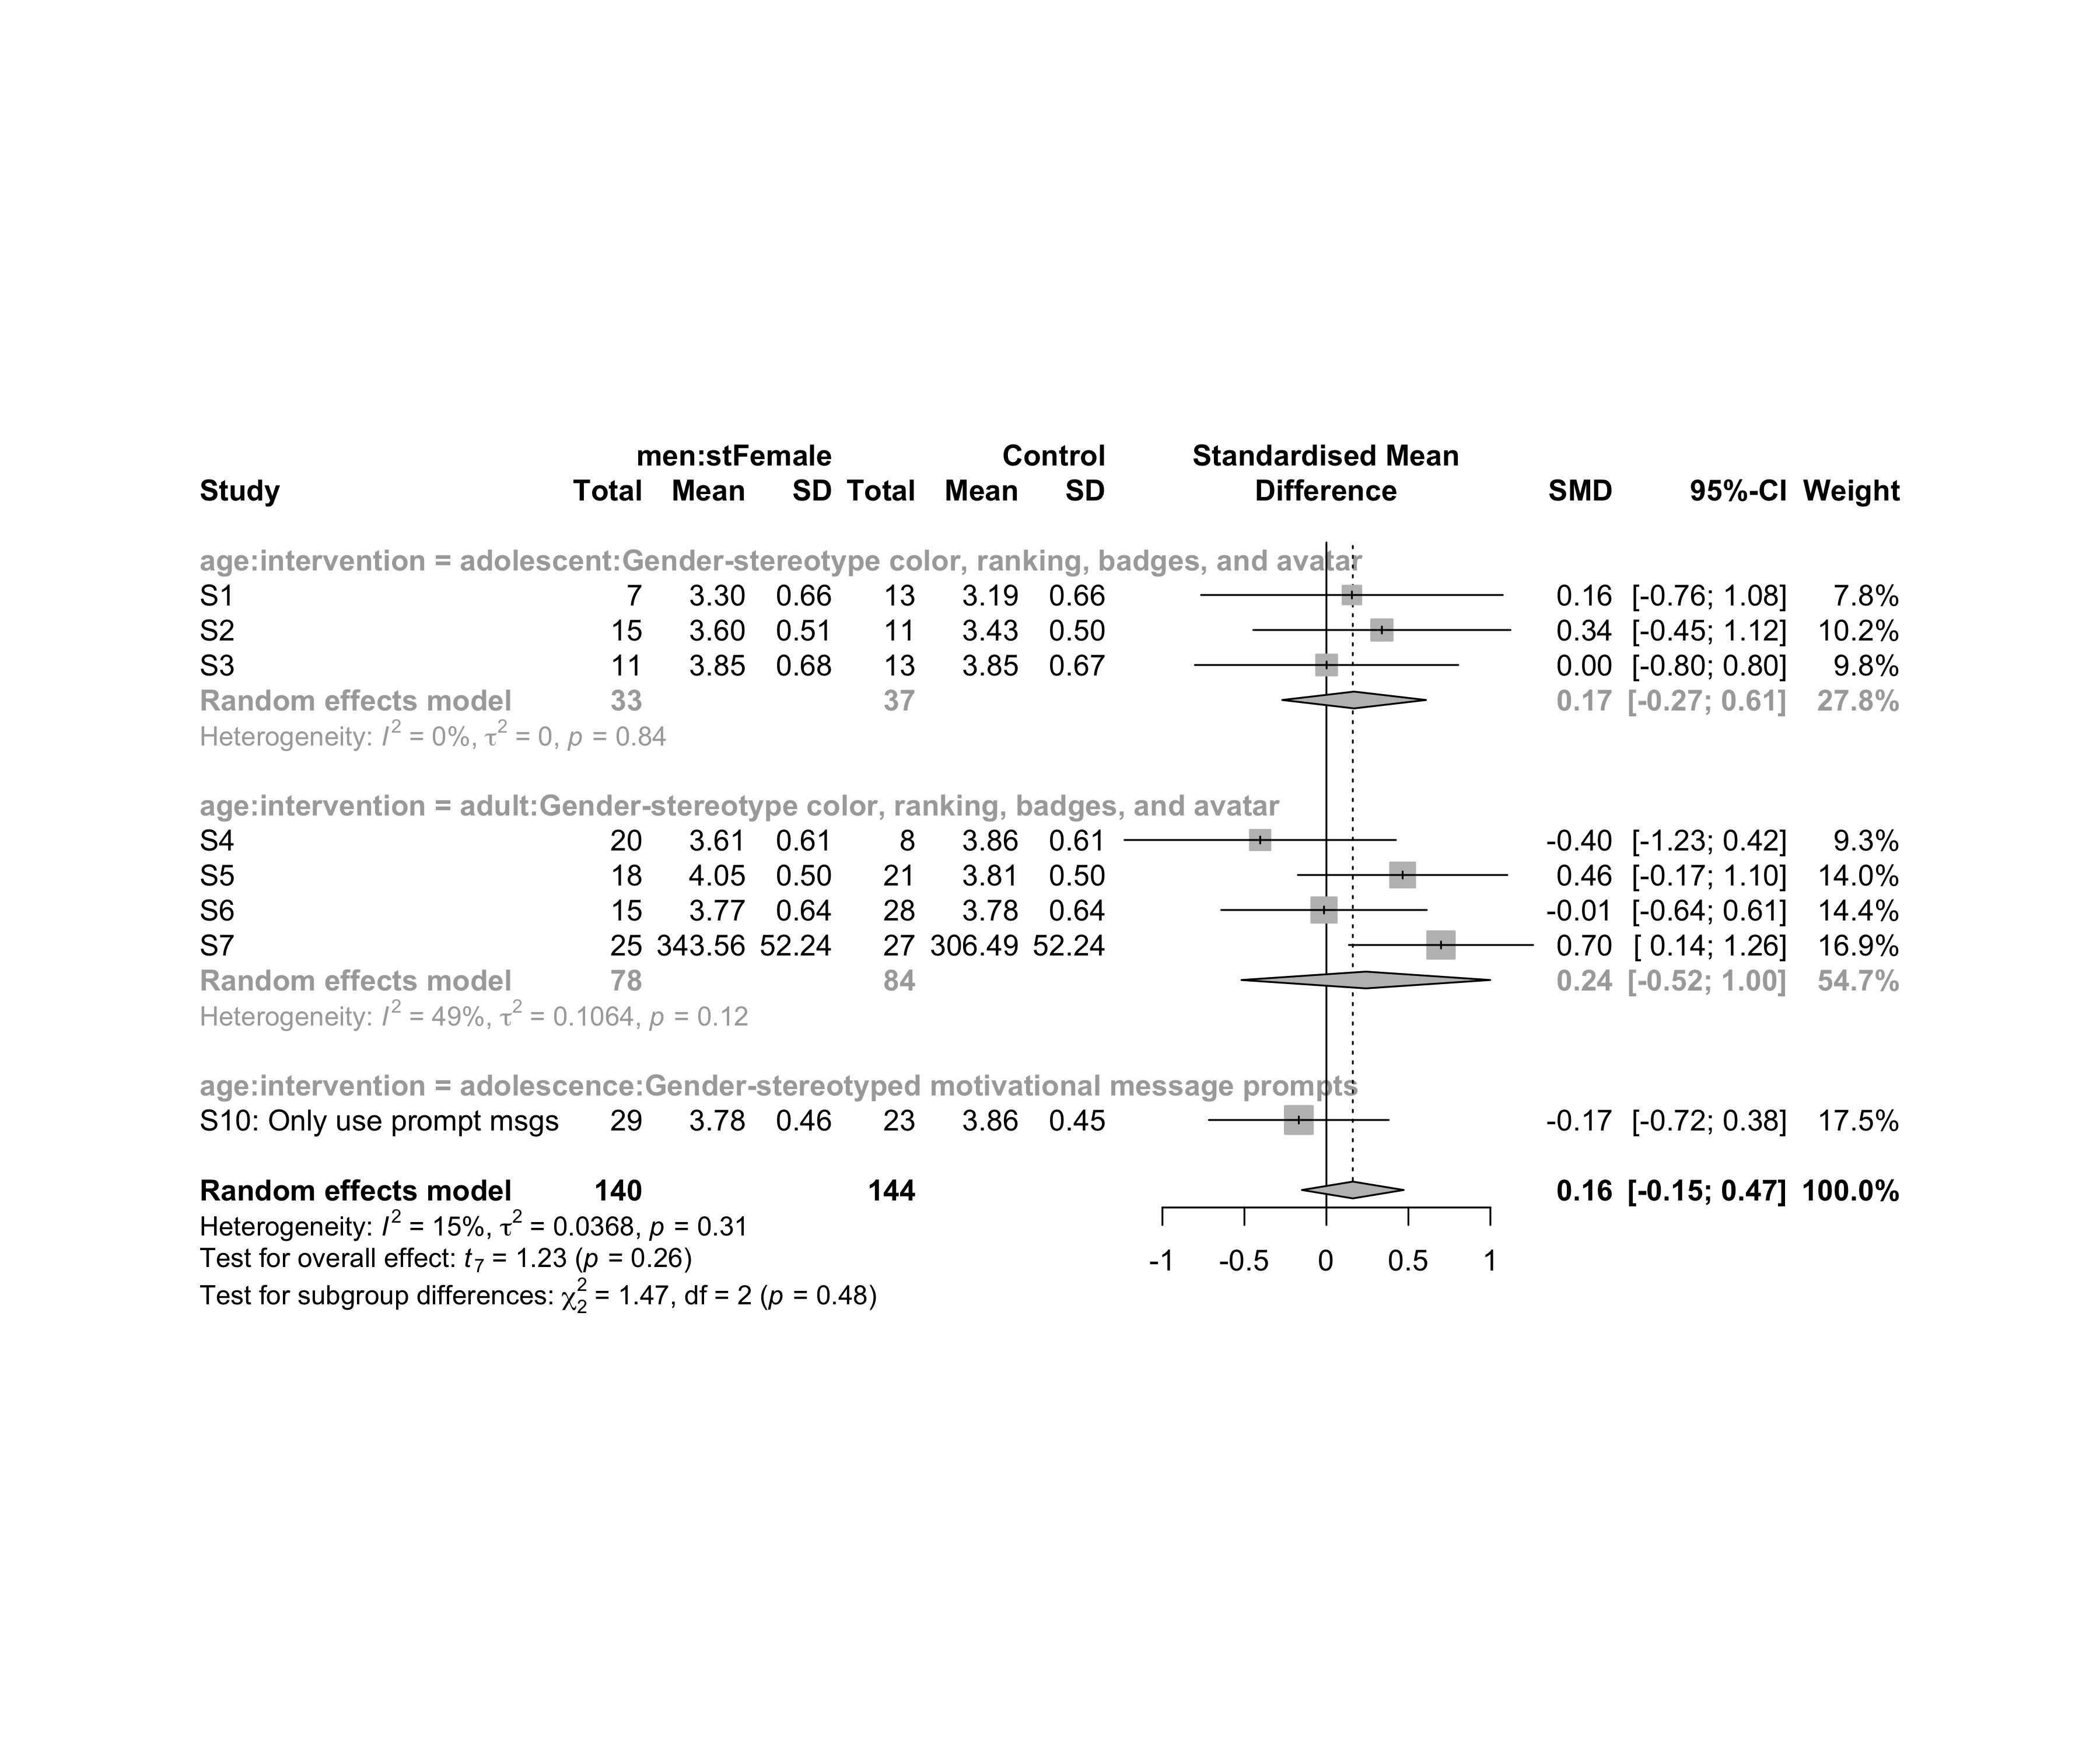 men:stFemale Control Standardised Mean
Study Total Mean SD Total Mean SD Difference SMD 95%-CI Weight
age:intervention = adolescent:Gender-stereotype color, ranking, badges, and avatar
S1 7 3.30 0.66 13 3.19 0.66 0.16 [-0.76; 1.08] 7.8%
S2 15 3.60 0.51 11 3.43 0.50 0.34 [-0.45; 1.12] 10.2%
S3 11 3.85 0.68 13 3.85 0.67 0.00 [-0.80; 0.80] 9.8%
Random effects model 33 37 0.17 [-0.27; 0.61] 27.8%
Heterogeneity: I² = 0%, τ² = 0, p = 0.84
age:intervention = adult:Gender-stereotype color, ranking, badges, and avatar
S4 20 3.61 0.61 8 3.86 0.61 -0.40 [-1.23; 0.42] 9.3%
S5 18 4.05 0.50 21 3.81 0.50 0.46 [-0.17; 1.10] 14.0%
S6 15 3.77 0.64 28 3.78 0.64 -0.01 [-0.64; 0.61] 14.4%
S7 25 343.56 52.24 27 306.49 52.24 0.70 [ 0.14; 1.26] 16.9%
Random effects model 78 84 0.24 [-0.52; 1.00] 54.7%
Heterogeneity: I² = 49%, τ² = 0.1064, p = 0.12
age:intervention = adolescence:Gender-stereotyped motivational message prompts
S10: Only use prompt msgs 29 3.78 0.46 23 3.86 0.45 -0.17 [-0.72; 0.38] 17.5%
Random effects model 140 144 0.16 [-0.15; 0.47] 100.0%
Heterogeneity: I² = 15%, τ² = 0.0368, p = 0.31
Test for overall effect: t₇ = 1.23 (p = 0.26)
-1 -0.5 0 0.5 1
Test for subgroup differences: χ²₂ = 1.47, df = 2 (p = 0.48)